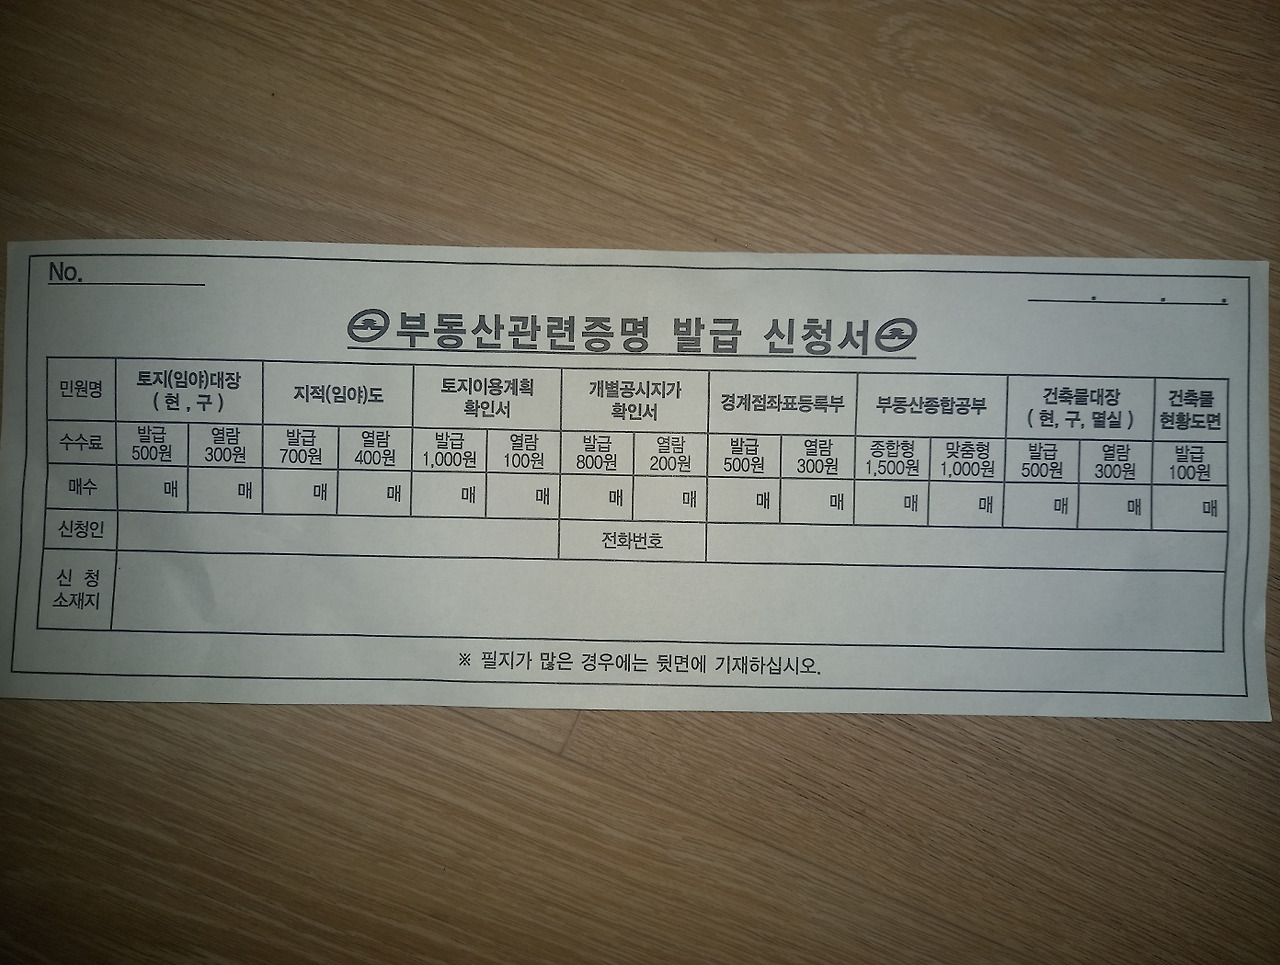 No.
. . .
부동산관련증명 발급 신청서
민원명 토지(임야)대장 ( 현 , 구 ) 지적(임야)도 토지이용계획 확인서 개별공시지가 확인서 경계점좌표등록부 부동산종합공부 건축물대장 ( 현, 구, 멸실 ) 건축물 현황도면
수수료 발급 500원 열람 300원 발급 700원 열람 400원 발급 1,000원 열람 100원 발급 800원 열람 200원 발급 500원 열람 300원 종합형 1,500원 맞춤형 1,000원 발급 500원 열람 300원 발급 100원
매수 매 매 매 매 매 매 매 매 매 매 매 매 매 매 매
신청인 전화번호
신 청
소재지
※ 필지가 많은 경우에는 뒷면에 기재하십시오.